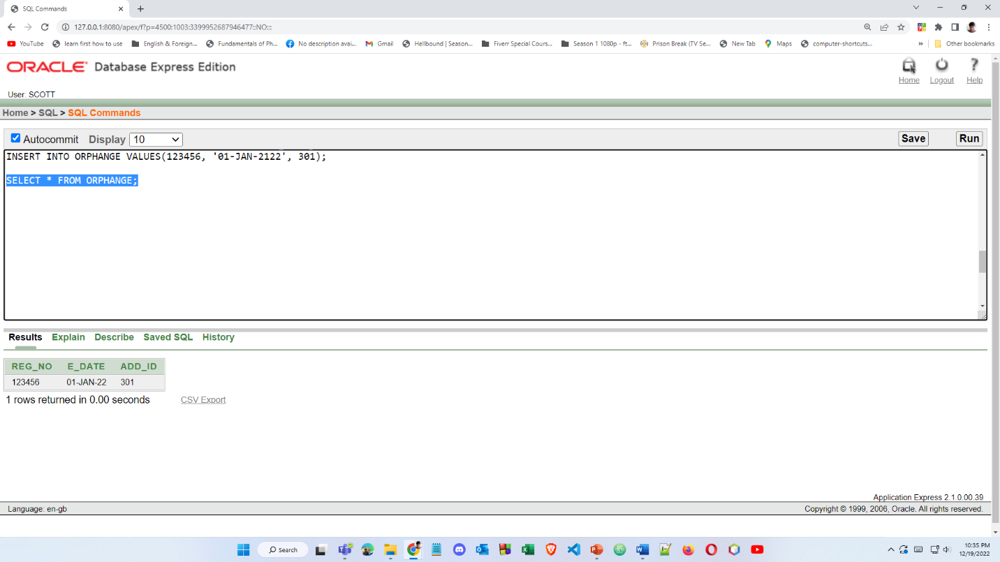 SQL Commands
127.0.0.1:8080/apex/f?p=4500:1003:3399952687946477::NO:::
YouTube learn first how to use English & Foreign... Fundamentals of Ph... No description avai... Gmail Hellbound | Season... Fiverr Special Cours... Season 1 1080p - ft... Prison Break (TV Se... New Tab Maps computer-shortcuts... » Other bookmarks
ORACLE Database Express Edition
Home Logout Help
User: SCOTT
Home > SQL > SQL Commands
Autocommit Display 10 Save Run
INSERT INTO ORPHANGE VALUES(123456, '01-JAN-2122', 301);
SELECT * FROM ORPHANGE;
Results Explain Describe Saved SQL History
REG_NO E_DATE ADD_ID
123456 01-JAN-22 301
1 rows returned in 0.00 seconds CSV Export
Application Express 2.1.0.00.39
Language: en-gb Copyright © 1999, 2006, Oracle. All rights reserved.
Search
10:35 PM
12/19/2022